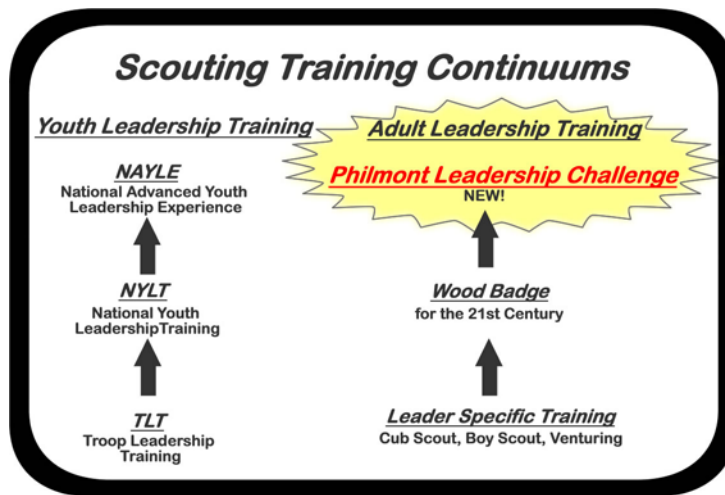 Scouting Training Continuums
Youth Leadership Training
NAYLE
National Advanced Youth
Leadership Experience
NYLT
National Youth
LeadershipTraining
TLT
Troop Leadership
Training
Adult Leadership Training
Philmont Leadership Challenge
NEW!
Wood Badge
for the 21st Century
Leader Specific Training
Cub Scout, Boy Scout, Venturing